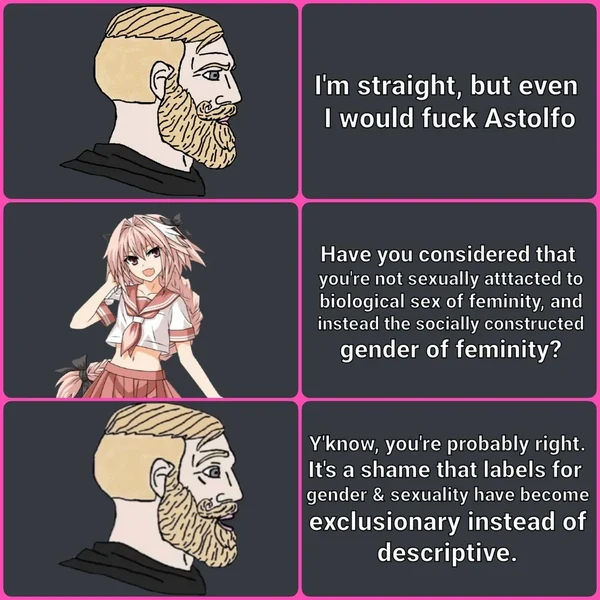 I'm straight, but even
I would fuck Astolfo
Have you considered that
you're not sexually atttacted to
biological sex of feminity, and
instead the socially constructed
gender of feminity?
Y'know, you're probably right.
It's a shame that labels for
gender & sexuality have become
exclusionary instead of
descriptive.